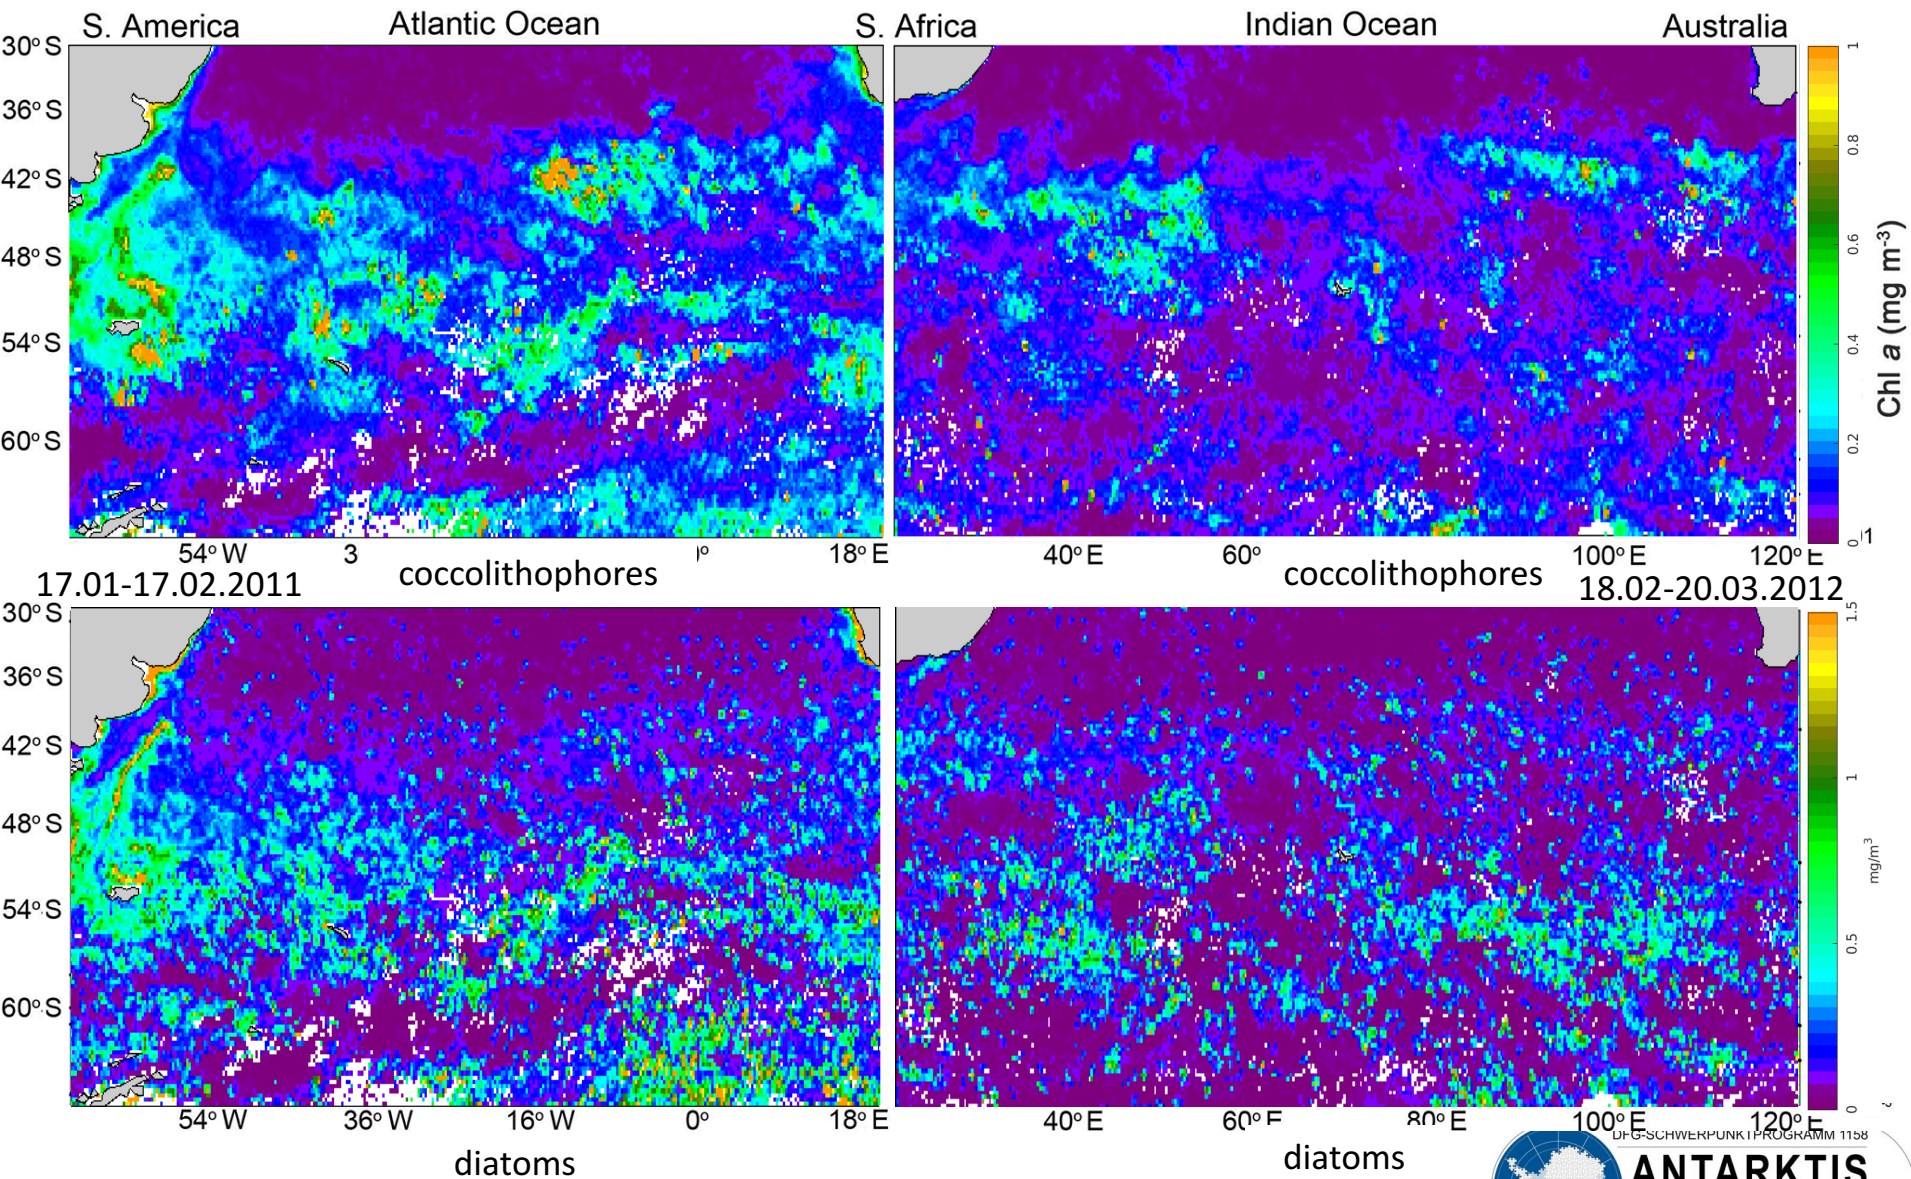 S. America Atlantic Ocean S. Africa Indian Ocean Australia
30° S
36° S
42° S
48° S
54° S
60° S
1
0.8
0.6
0.4
0.2
0
1
Chl a (mg m-3)
54° W 3 18° E 40° E 60° 100° E 120° E
coccolithophores coccolithophores
17.01-17.02.2011 18.02-20.03.2012
30° S
36° S
42° S
48° S
54° S
60° S
1.5
1
0.5
0
mg/m3
54° W 36° W 16° W 0° 18° E 40° E 60° E 80° E 100° E 120° E
diatoms diatoms
DFG-SCHWERPUNKTPROGRAMM 1158
ANTARKTIS